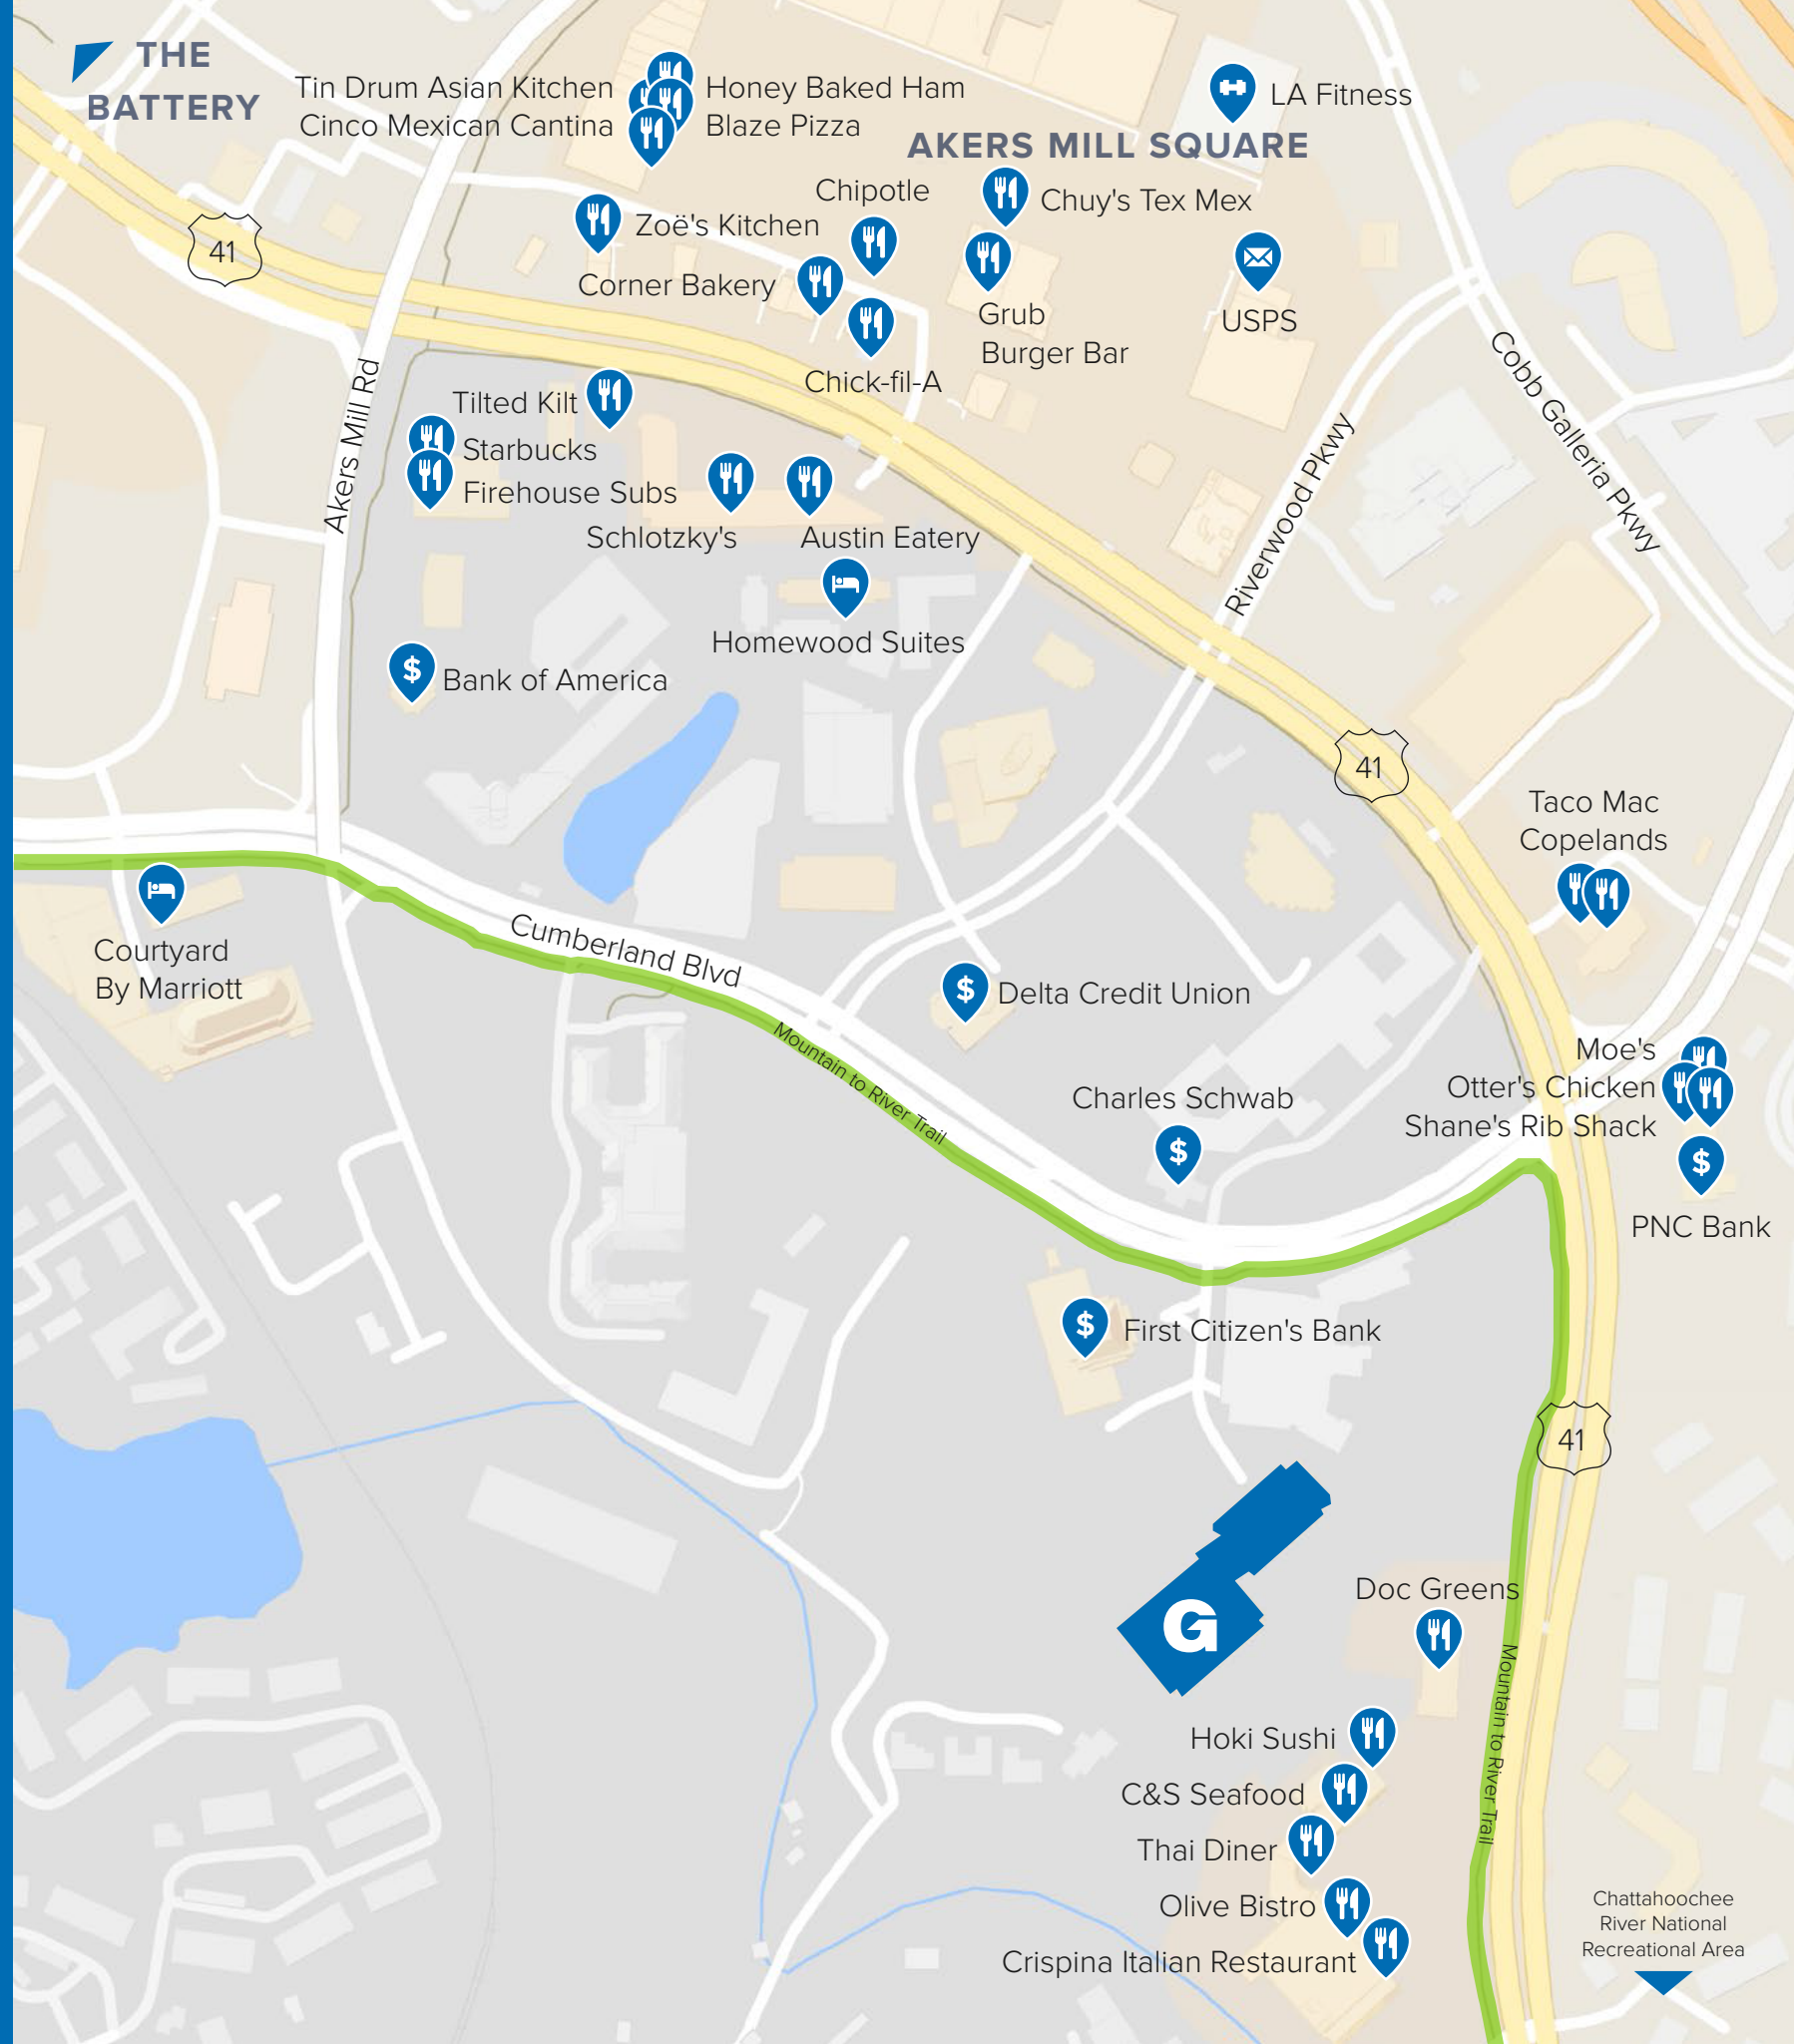 THE
BATTERY
Tin Drum Asian Kitchen
Cinco Mexican Cantina
Honey Baked Ham
Blaze Pizza
LA Fitness
AKERS MILL SQUARE
Chipotle
Chuy's Tex Mex
Zoë's Kitchen
41
Corner Bakery
Grub
Burger Bar
USPS
Chick-fil-A
Akers Mill Rd
Cobb Galleria Pkwy
Riverwood Pkwy
Tilted Kilt
Starbucks
Firehouse Subs
Schlotzky's
Austin Eatery
Homewood Suites
$
Bank of America
41
Taco Mac
Copelands
Courtyard
By Marriott
Cumberland Blvd
$
Delta Credit Union
Mountain to River Trail
Moe's
Otter's Chicken
Shane's Rib Shack
Charles Schwab
$
$
PNC Bank
$
First Citizen's Bank
41
G
Doc Greens
Mountain to River Trail
Hoki Sushi
C&S Seafood
Thai Diner
Olive Bistro
Crispina Italian Restaurant
Chattahoochee
River National
Recreational Area